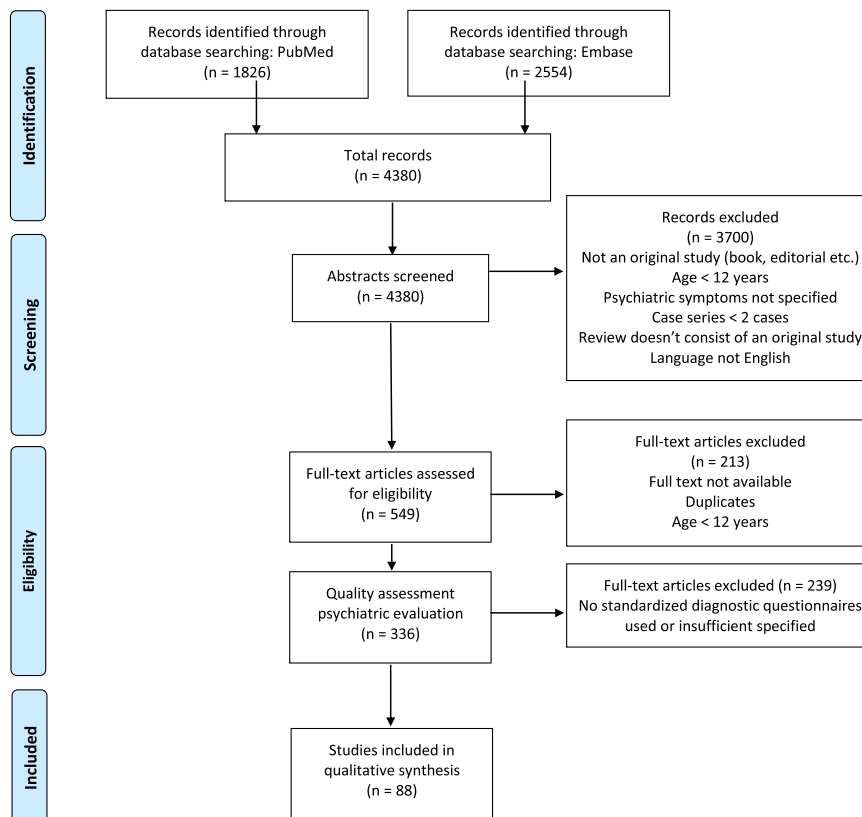 Identification
Records identified through
database searching: PubMed
(n = 1826)
Records identified through
database searching: Embase
(n = 2554)
Total records
(n = 4380)
Screening
Abstracts screened
(n = 4380)
Records excluded
(n = 3700)
Not an original study (book, editorial etc.)
Age < 12 years
Psychiatric symptoms not specified
Case series < 2 cases
Review doesn’t consist of an original study
Language not English
Eligibility
Full-text articles assessed
for eligibility
(n = 549)
Full-text articles excluded
(n = 213)
Full text not available
Duplicates
Age < 12 years
Quality assessment
psychiatric evaluation
(n = 336)
Full-text articles excluded (n = 239)
No standardized diagnostic questionnaires
used or insufficient specified
Included
Studies included in
qualitative synthesis
(n = 88)